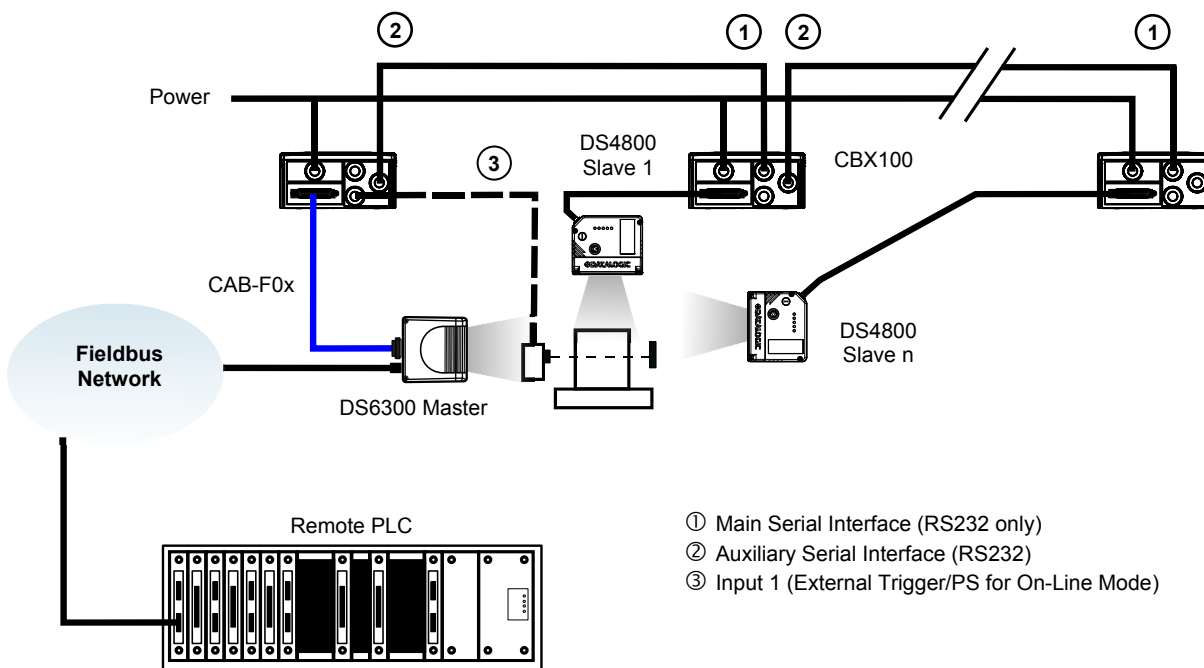 ② ① ② ①
Power
③
DS4800
Slave 1
CBX100
CAB-F0x
DATALOGIC
DATALOGIC
DS4800
Slave n
Fieldbus
Network
DS6300 Master
Remote PLC
① Main Serial Interface (RS232 only)
② Auxiliary Serial Interface (RS232)
③ Input 1 (External Trigger/PS for On-Line Mode)